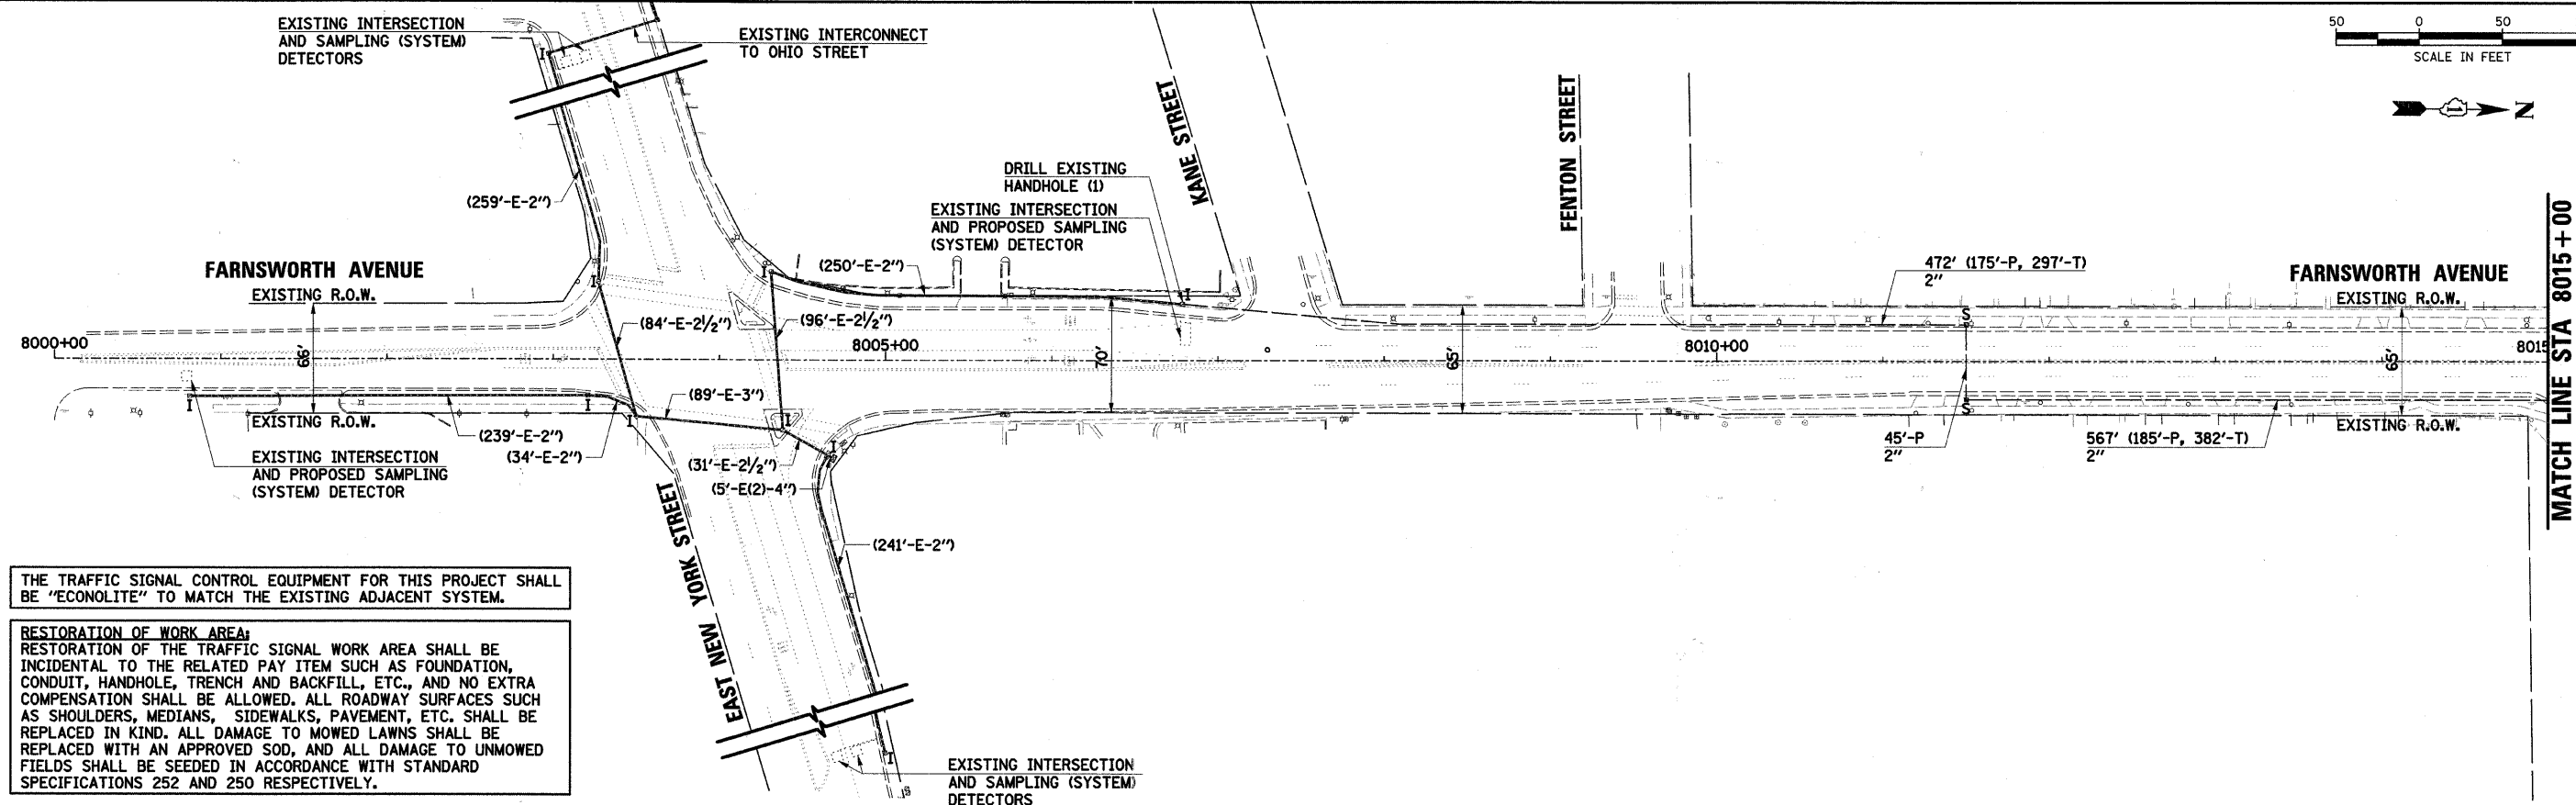 EXISTING INTERSECTION
AND SAMPLING (SYSTEM)
DETECTORS
EXISTING INTERCONNECT
TO OHIO STREET
50 0 50
SCALE IN FEET
N
KANE STREET
FENTON STREET
DRILL EXISTING
HANDHOLE (1)
EXISTING INTERSECTION
AND PROPOSED SAMPLING
(SYSTEM) DETECTOR
(259'-E-2")
FARNSWORTH AVENUE
EXISTING R.O.W.
(250'-E-2")
472' (175'-P, 297'-T)
2"
FARNSWORTH AVENUE
EXISTING R.O.W.
MATCH LINE STA 8015+00
(84'-E-2½")
(96'-E-2½")
8000+00
66'
8005+00
70'
65'
8010+00
65'
8015
(89'-E-3")
EXISTING R.O.W.
(239'-E-2")
(34'-E-2")
EXISTING INTERSECTION
AND PROPOSED SAMPLING
(SYSTEM) DETECTOR
(31'-E-2½")
(5'-E(2)-4")
45'-P
2"
567' (185'-P, 382'-T)
2"
EXISTING R.O.W.
(241'-E-2")
EAST NEW YORK STREET
THE TRAFFIC SIGNAL CONTROL EQUIPMENT FOR THIS PROJECT SHALL
BE "ECONOLITE" TO MATCH THE EXISTING ADJACENT SYSTEM.
RESTORATION OF WORK AREA:
RESTORATION OF THE TRAFFIC SIGNAL WORK AREA SHALL BE
INCIDENTAL TO THE RELATED PAY ITEM SUCH AS FOUNDATION,
CONDUIT, HANDHOLE, TRENCH AND BACKFILL, ETC., AND NO EXTRA
COMPENSATION SHALL BE ALLOWED. ALL ROADWAY SURFACES SUCH
AS SHOULDERS, MEDIANS, SIDEWALKS, PAVEMENT, ETC. SHALL BE
REPLACED IN KIND. ALL DAMAGE TO MOWED LAWNS SHALL BE
REPLACED WITH AN APPROVED SOD, AND ALL DAMAGE TO UNMOWED
FIELDS SHALL BE SEEDED IN ACCORDANCE WITH STANDARD
SPECIFICATIONS 252 AND 250 RESPECTIVELY.
EXISTING INTERSECTION
AND SAMPLING (SYSTEM)
DETECTORS